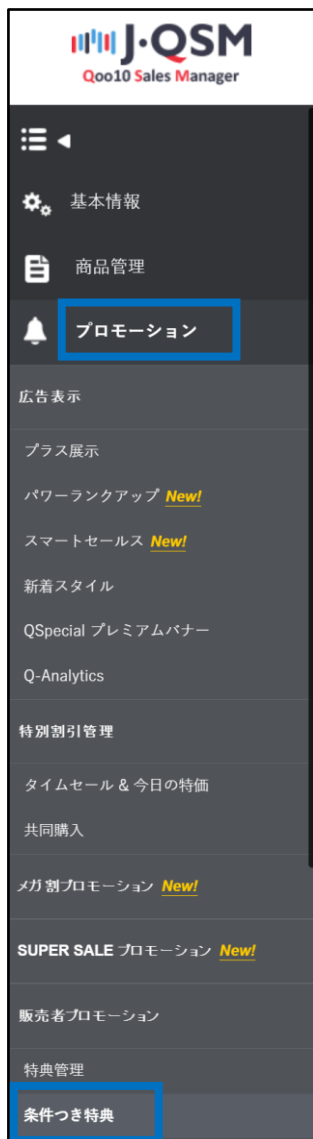 J·QSM
Qoo10 Sales Manager
基本情報
商品管理
プロモーション
広告表示
プラス展示
パワーランクアップ New!
スマートセールス New!
新着スタイル
QSpecial プレミアムバナー
Q-Analytics
特別割引管理
タイムセール & 今日の特価
共同購入
メガ割プロモーション New!
SUPER SALE プロモーション New!
販売者プロモーション
特典管理
条件つき特典